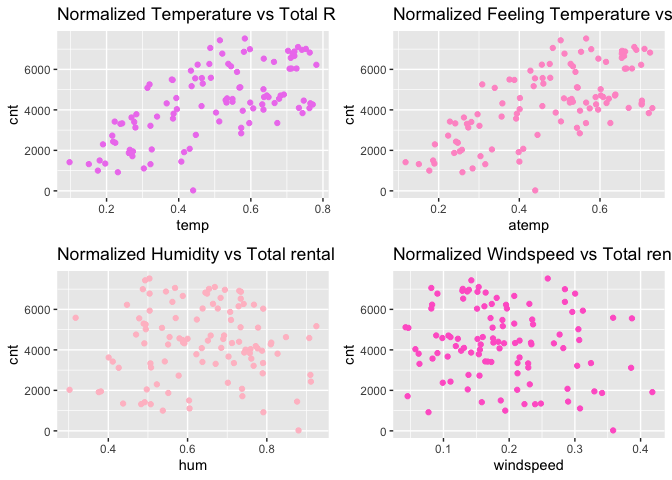 Normalized Temperature vs Total R
cnt
6000
4000
2000
0
0.2 0.4 0.6 0.8
temp
Normalized Feeling Temperature vs
cnt
6000
4000
2000
0
0.2 0.4 0.6
atemp
Normalized Humidity vs Total rental
cnt
6000
4000
2000
0
0.4 0.6 0.8
hum
Normalized Windspeed vs Total ren
cnt
6000
4000
2000
0
0.1 0.2 0.3 0.4
windspeed